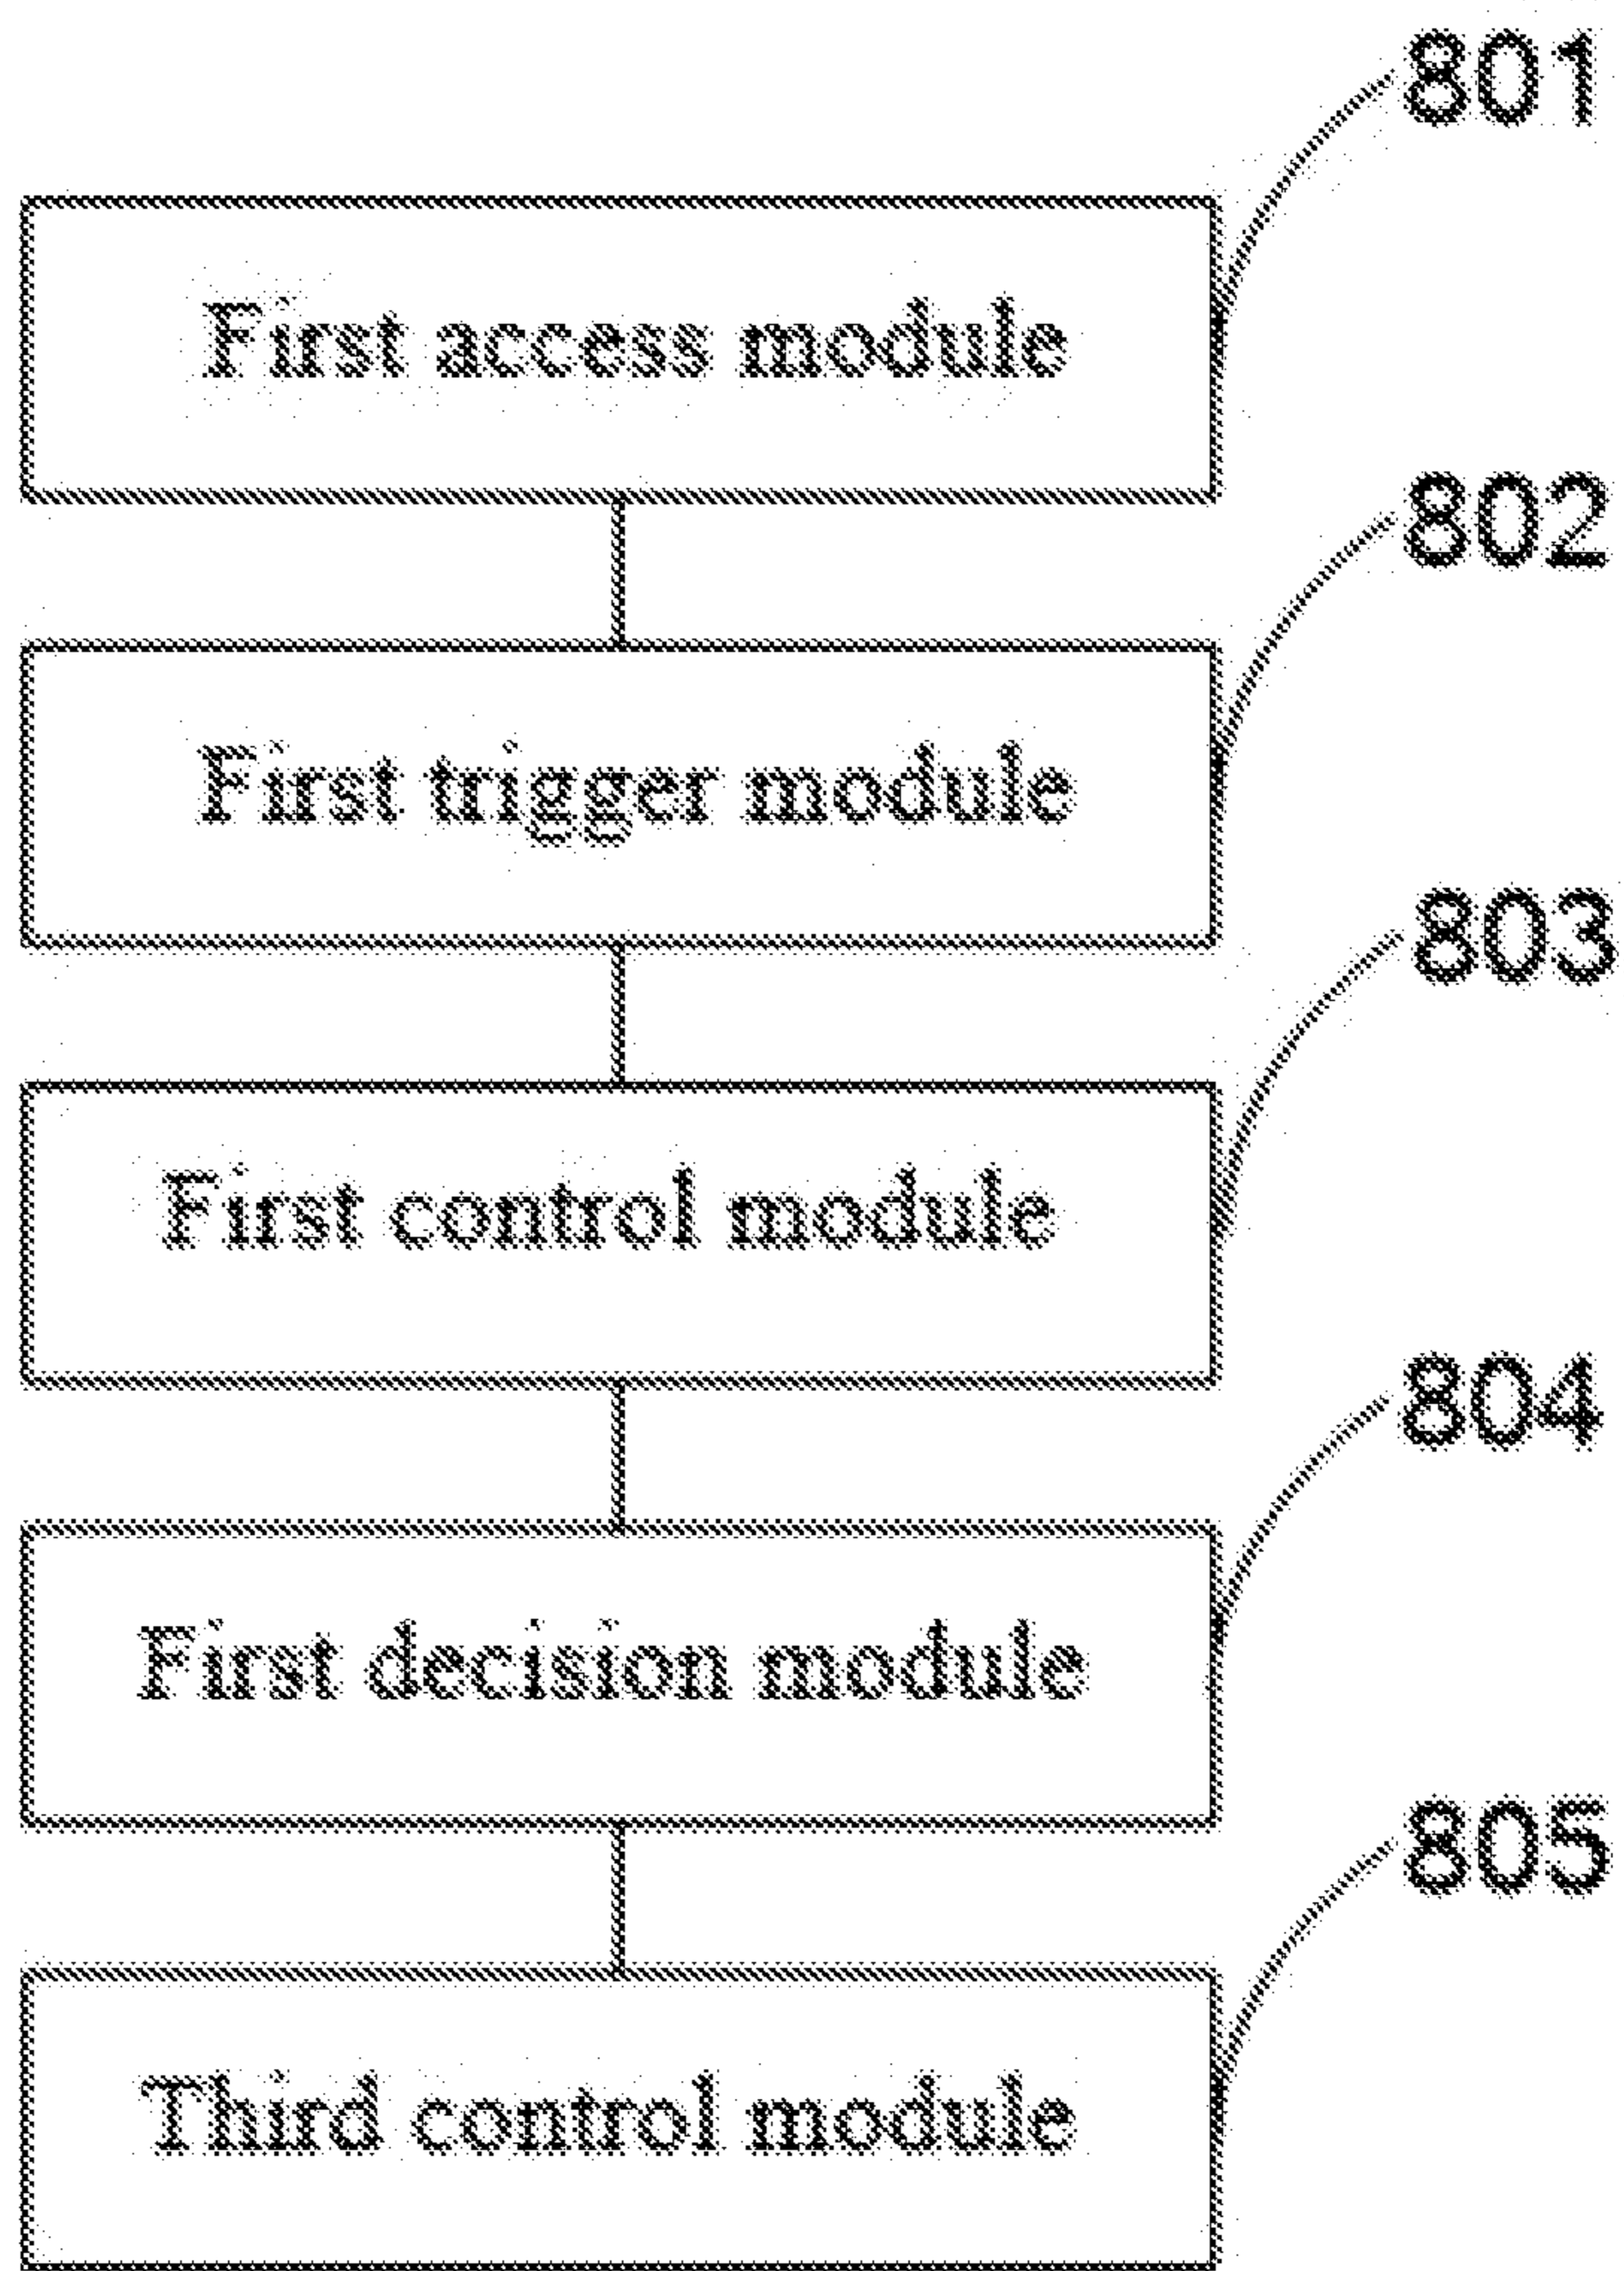 801
First access module
802
First trigger module
803
First control module
804
First decision module
805
Third control module